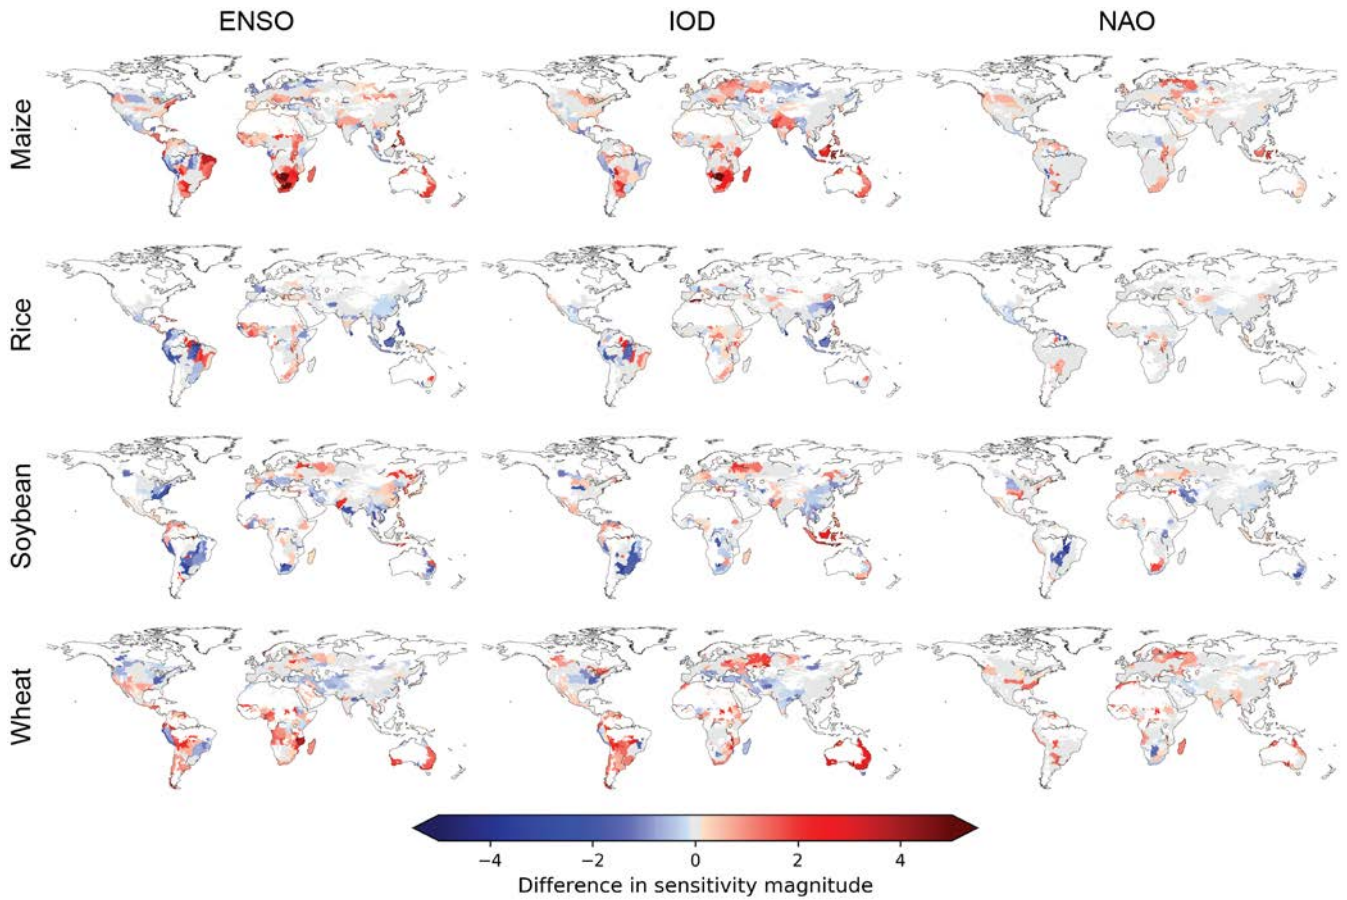 ENSO IOD NAO
Maize
Rice
Soybean
Wheat
−4 −2 0 2 4
Difference in sensitivity magnitude